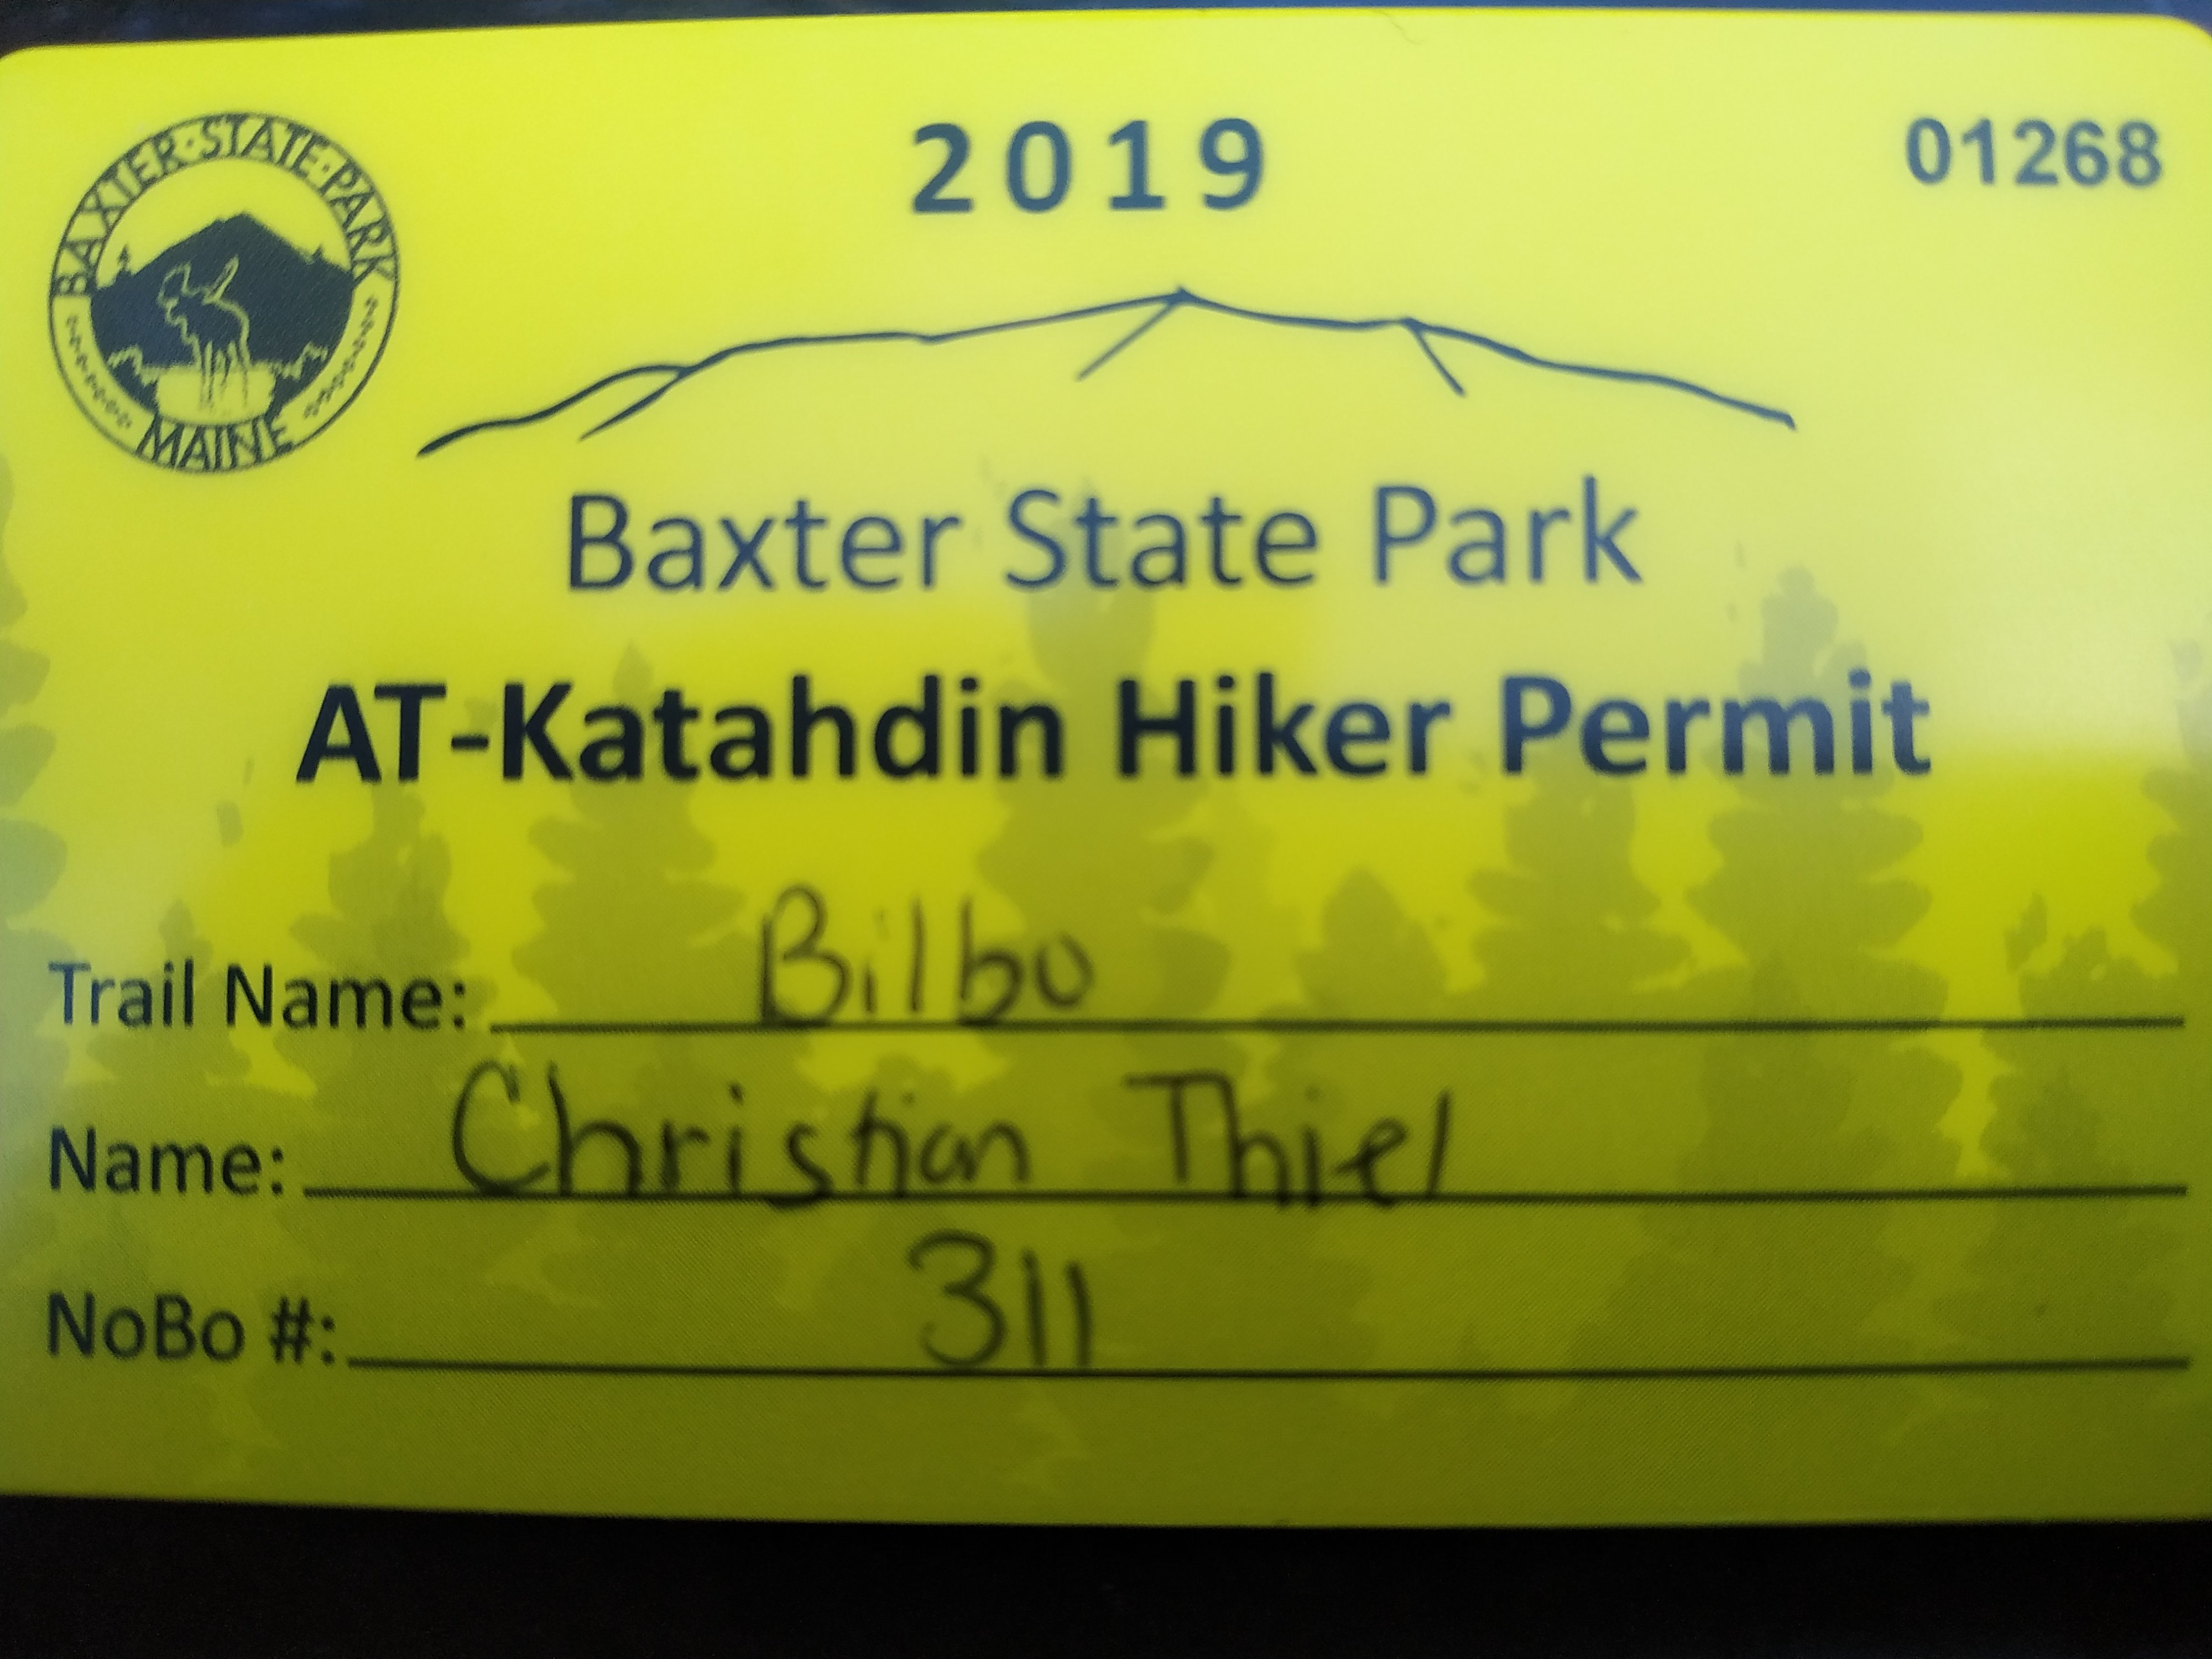 BAXTER·STATE·PARK
MAINE
2019
01268
Baxter State Park
AT-Katahdin Hiker Permit
Trail Name: Bilbo
Name: Christian Thiel
NoBo #: 311